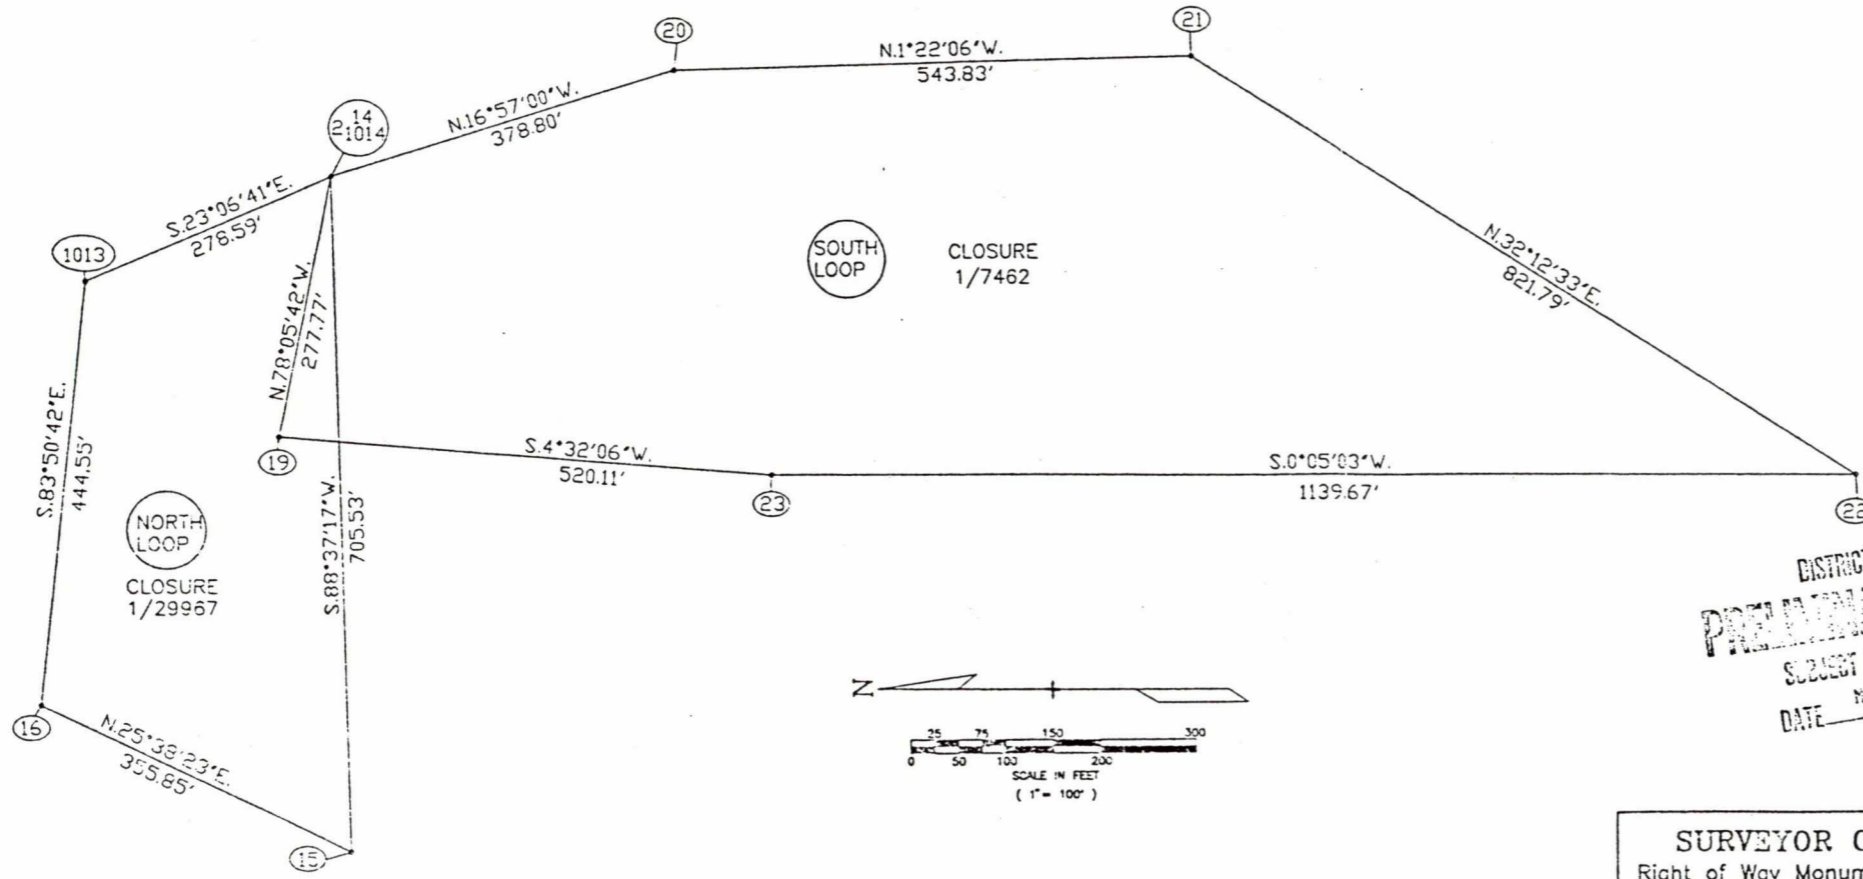 20
21
N.1°22'06"W.
543.83'
14
2 1014
N.16°57'00"W.
378.80'
S.23°06'41"E.
278.59'
1013
SOUTH
LOOP
CLOSURE
1/7462
N.32°12'33"E.
821.79'
N.78°05'42"W.
277.77'
S.83°50'42"E.
444.55'
19
S.4°32'06"W.
520.11'
23
S.0°05'03"W.
1139.67'
22
NORTH
LOOP
CLOSURE
1/29967
S.88°37'17"W.
705.53'
16
N.25°38'23"E.
355.85'
15
N
25 75 150 300
0 50 100 200
SCALE IN FEET
( 1"= 100' )
DISTRIC
SUBJECT
DATE
SURVEYOR
Right of Way Monum